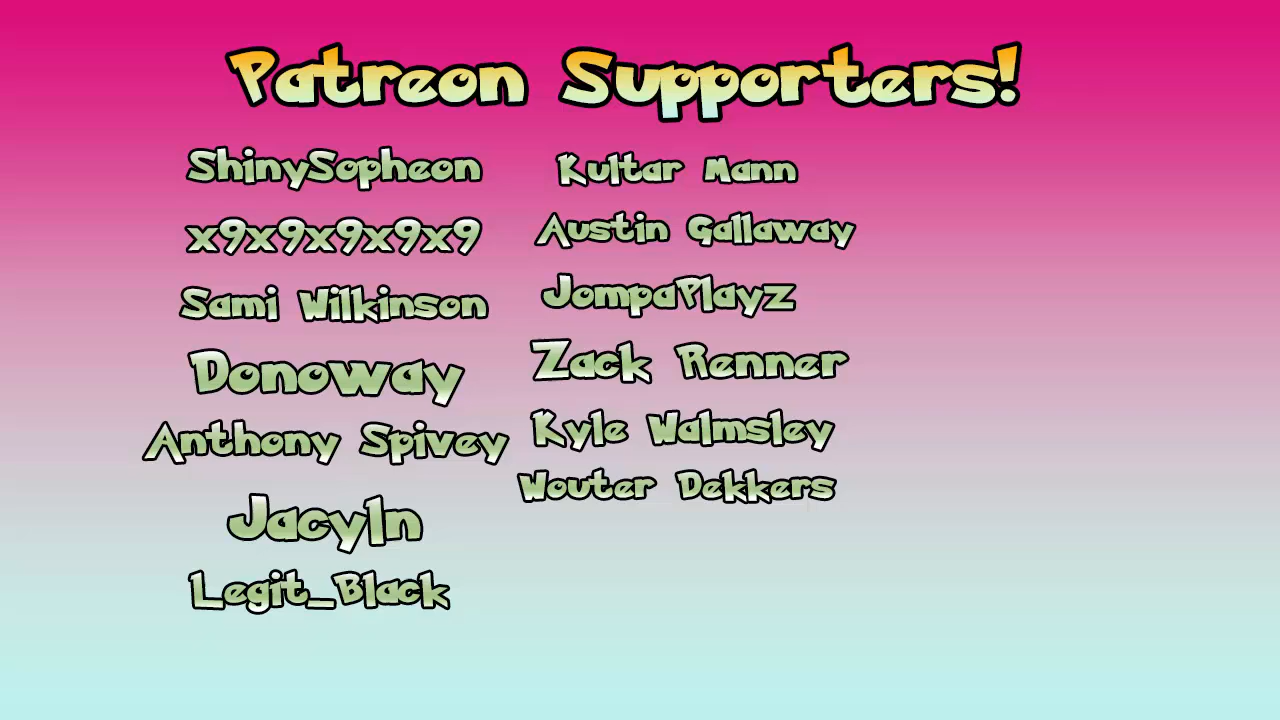 Patreon Supporters!
ShinySopheon
x9x9x9x9x9
Sami Wilkinson
Donoway
Anthony Spivey
Jacyln
Legit_Black
Kultar Mann
Austin Gallaway
JompaPlayz
Zack Renner
Kyle Walmsley
Wouter Dekkers